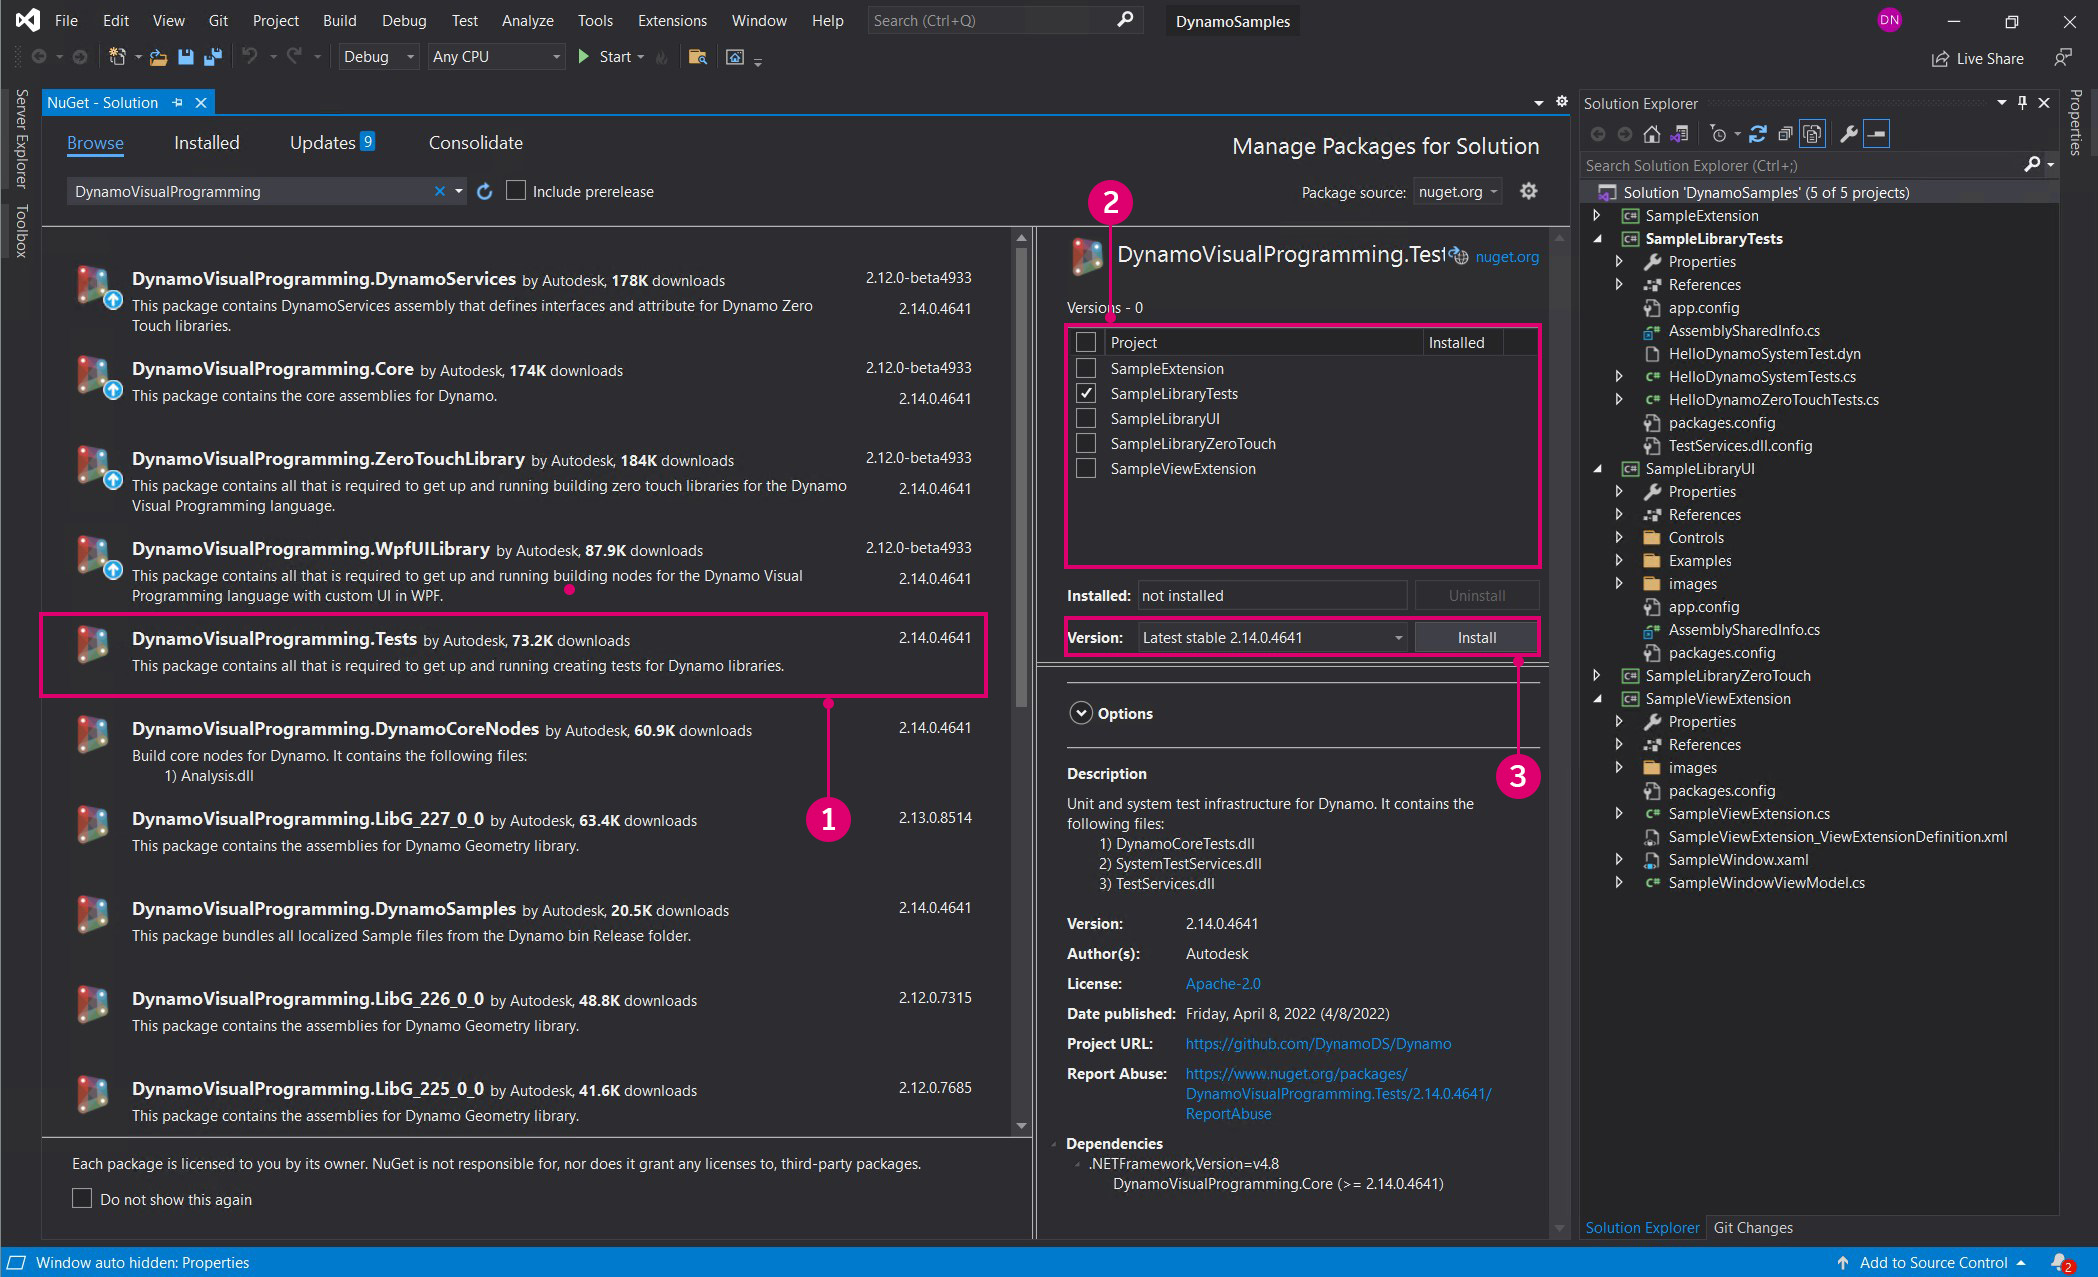 File Edit View Git Project Build Debug Test Analyze Tools Extensions Window Help Search (Ctrl+Q) DynamoSamples DN
Debug Any CPU Start Live Share
Server Explorer
Toolbox
NuGet - Solution
Browse Installed Updates 9 Consolidate
Manage Packages for Solution
DynamoVisualProgramming Include prerelease
Package source: nuget.org
DynamoVisualProgramming.DynamoServices by Autodesk, 178K downloads 2.12.0-beta4933
This package contains DynamoServices assembly that defines interfaces and attribute for Dynamo Zero 2.14.0.4641
Touch libraries.
DynamoVisualProgramming.Core by Autodesk, 174K downloads 2.12.0-beta4933
This package contains the core assemblies for Dynamo. 2.14.0.4641
DynamoVisualProgramming.ZeroTouchLibrary by Autodesk, 184K downloads 2.12.0-beta4933
This package contains all that is required to get up and running building zero touch libraries for the Dynamo 2.14.0.4641
Visual Programming language.
DynamoVisualProgramming.WpfUILibrary by Autodesk, 87.9K downloads 2.12.0-beta4933
This package contains all that is required to get up and running building nodes for the Dynamo Visual 2.14.0.4641
Programming language with custom UI in WPF.
DynamoVisualProgramming.Tests by Autodesk, 73.2K downloads 2.14.0.4641
This package contains all that is required to get up and running creating tests for Dynamo libraries.
DynamoVisualProgramming.DynamoCoreNodes by Autodesk, 60.9K downloads 2.14.0.4641
Build core nodes for Dynamo. It contains the following files:
1) Analysis.dll
1
DynamoVisualProgramming.LibG_227_0_0 by Autodesk, 63.4K downloads 2.13.0.8514
This package contains the assemblies for Dynamo Geometry library.
DynamoVisualProgramming.DynamoSamples by Autodesk, 20.5K downloads 2.14.0.4641
This package bundles all localized Sample files from the Dynamo bin Release folder.
DynamoVisualProgramming.LibG_226_0_0 by Autodesk, 48.8K downloads 2.12.0.7315
This package contains the assemblies for Dynamo Geometry library.
DynamoVisualProgramming.LibG_225_0_0 by Autodesk, 41.6K downloads 2.12.0.7685
This package contains the assemblies for Dynamo Geometry library.
Each package is licensed to you by its owner. NuGet is not responsible for, nor does it grant any licenses to, third-party packages.
Do not show this again
2
DynamoVisualProgramming.Test nuget.org
Versions - 0
Project Installed
SampleExtension
SampleLibraryTests
SampleLibraryUI
SampleLibraryZeroTouch
SampleViewExtension
Installed: not installed Uninstall
Version: Latest stable 2.14.0.4641 Install
Options
3
Description
Unit and system test infrastructure for Dynamo. It contains the
following files:
1) DynamoCoreTests.dll
2) SystemTestServices.dll
3) TestServices.dll
Version: 2.14.0.4641
Author(s): Autodesk
License: Apache-2.0
Date published: Friday, April 8, 2022 (4/8/2022)
Project URL: https://github.com/DynamoDS/Dynamo
Report Abuse: https://www.nuget.org/packages/
DynamoVisualProgramming.Tests/2.14.0.4641/
ReportAbuse
Dependencies
.NETFramework,Version=v4.8
DynamoVisualProgramming.Core (>= 2.14.0.4641)
Solution Explorer
Search Solution Explorer (Ctrl+;)
Solution 'DynamoSamples' (5 of 5 projects)
C# SampleExtension
C# SampleLibraryTests
Properties
References
app.config
AssemblySharedInfo.cs
HelloDynamoSystemTest.dyn
C# HelloDynamoSystemTests.cs
C# HelloDynamoZeroTouchTests.cs
packages.config
TestServices.dll.config
C# SampleLibraryUI
Properties
References
Controls
Examples
images
app.config
AssemblySharedInfo.cs
packages.config
C# SampleLibraryZeroTouch
C# SampleViewExtension
Properties
References
images
packages.config
C# SampleViewExtension.cs
SampleViewExtension_ViewExtensionDefinition.xml
SampleWindow.xaml
C# SampleWindowViewModel.cs
Solution Explorer Git Changes
Properties
Window auto hidden: Properties Add to Source Control 2